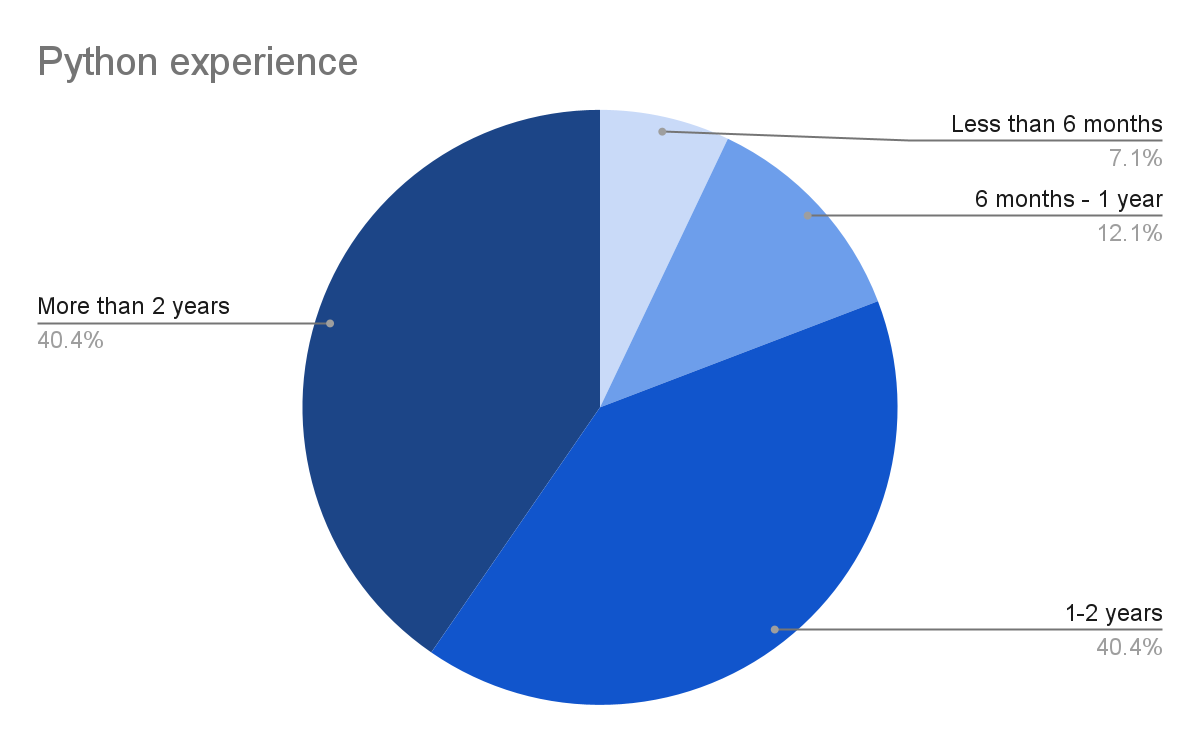 Python experience
Less than 6 months
7.1%
6 months - 1 year
12.1%
More than 2 years
40.4%
1-2 years
40.4%